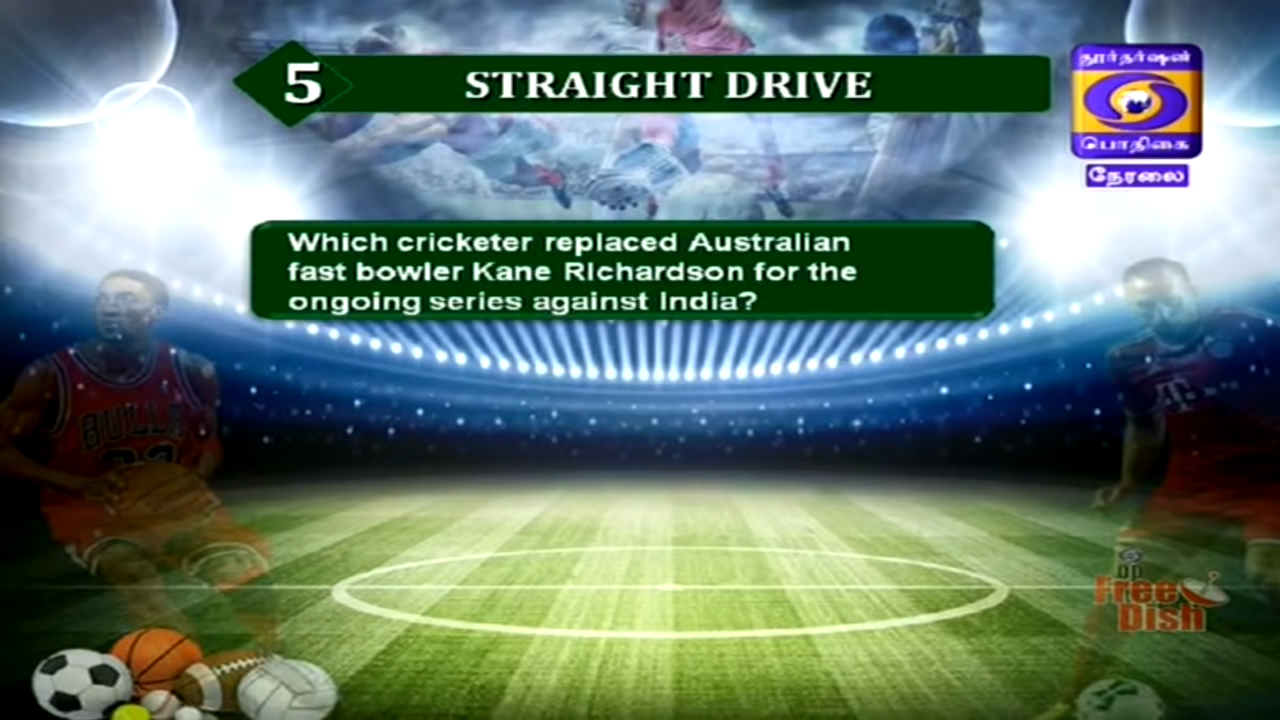 5 STRAIGHT DRIVE
தூர்தர்ஷன்
பொதிகை
நேரலை
Which cricketer replaced Australian
fast bowler Kane RIchardson for the
ongoing series against India?
BULLS
T
DD
Free
Dish